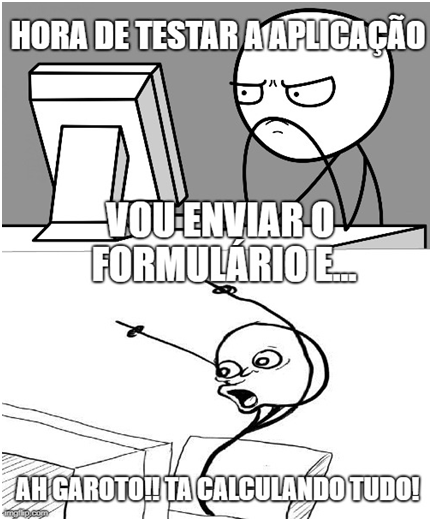 HORA DE TESTAR A APLICAÇÃO
VOU ENVIAR O
FORMULÁRIO E...
AH GAROTO!! TA CALCULANDO TUDO!
imgflip.com